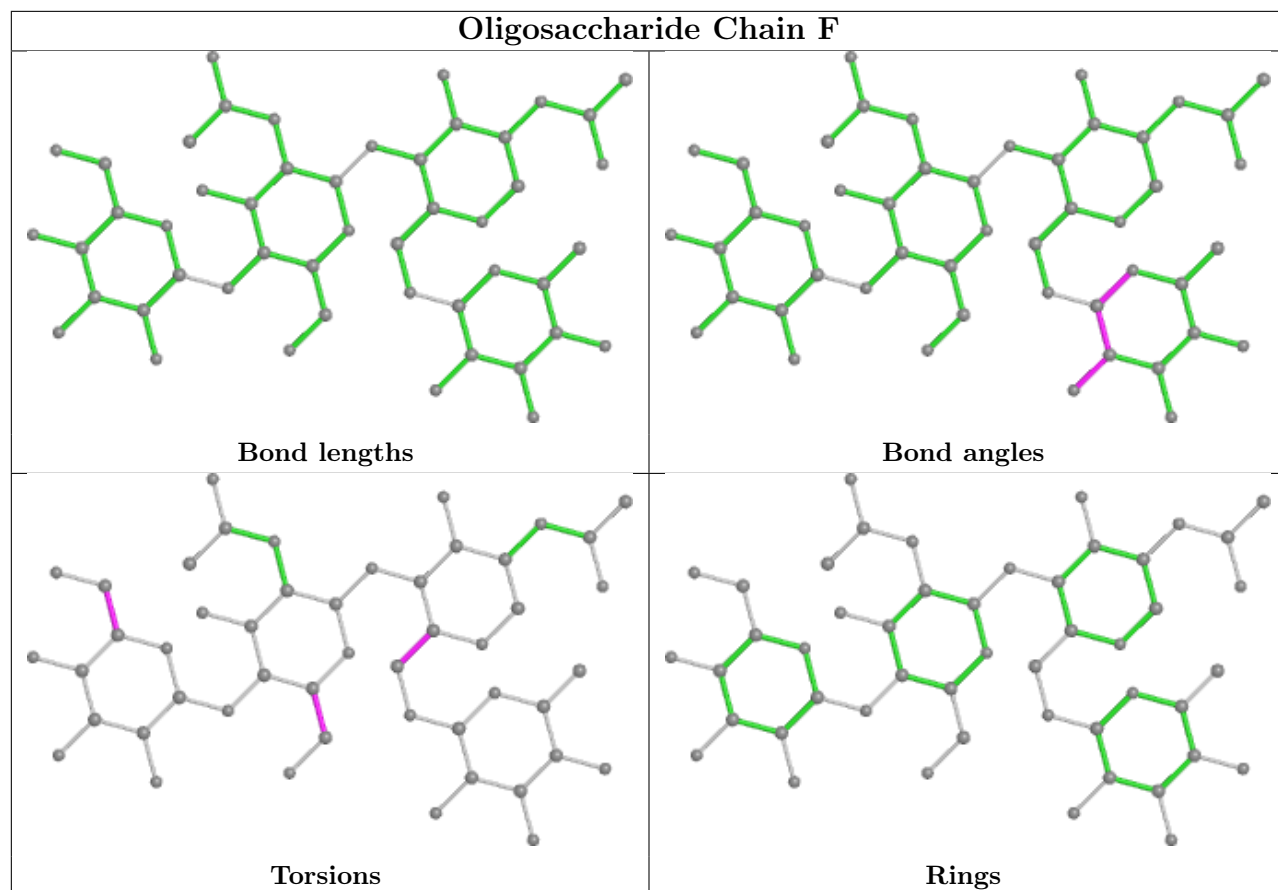 Oligosaccharide Chain F
Bond lengths
Bond angles
Torsions
Rings